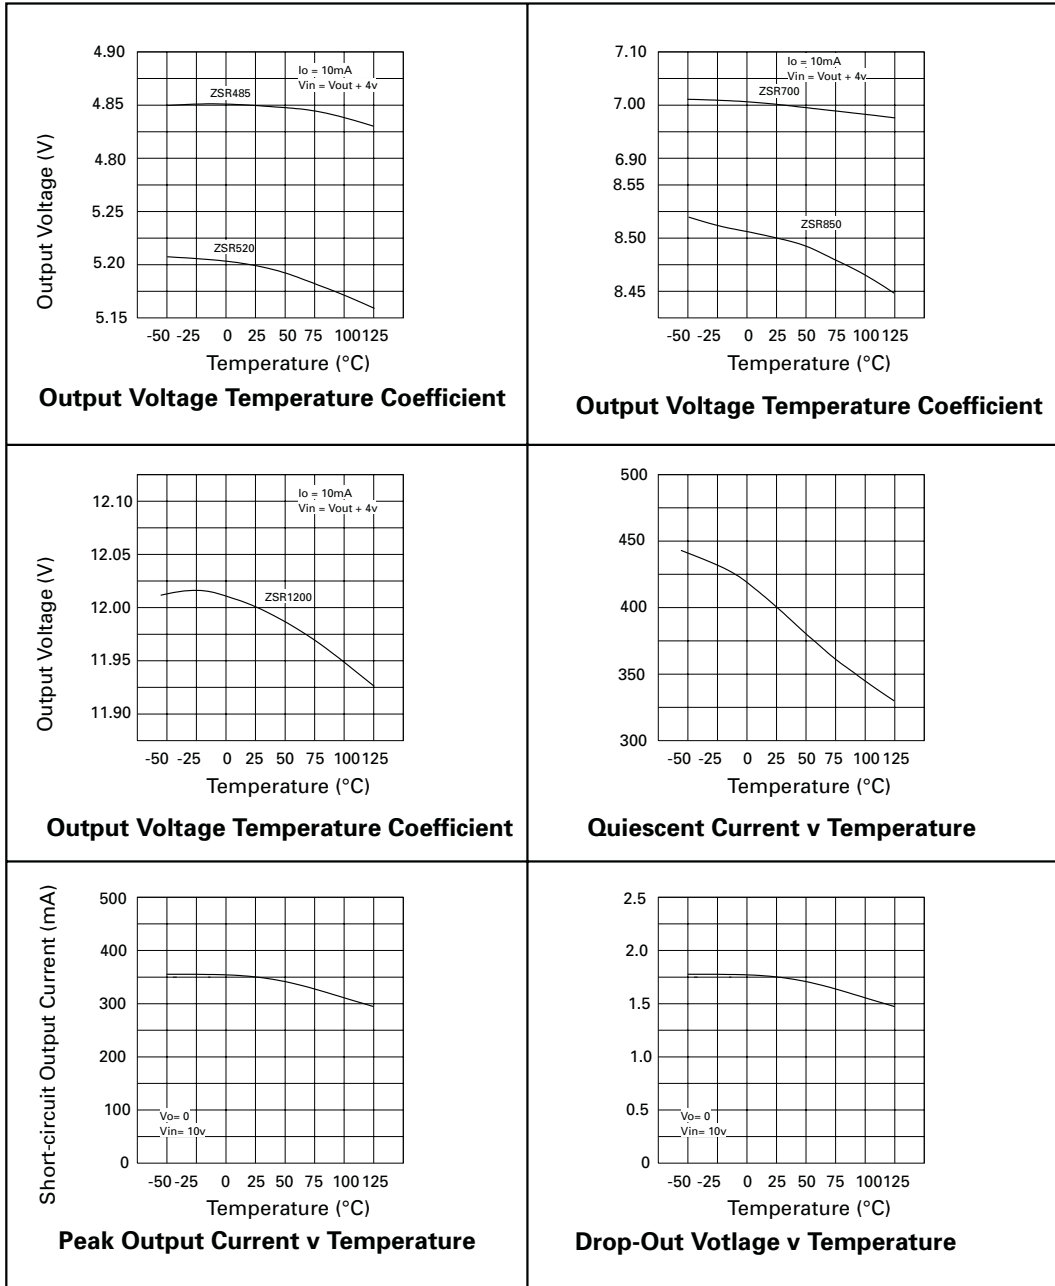 4.90
4.85
4.80
5.25
5.20
5.15
Output Voltage (V)
Io = 10mA
Vin = Vout + 4v
ZSR485
ZSR520
-50 -25 0 25 50 75 100 125
Temperature (°C)
Output Voltage Temperature Coefficient
7.10
7.00
6.90
8.55
8.50
8.45
Io = 10mA
Vin = Vout + 4v
ZSR700
ZSR850
-50 -25 0 25 50 75 100 125
Temperature (°C)
Output Voltage Temperature Coefficient
12.10
12.05
12.00
11.95
11.90
Output Voltage (V)
Io = 10mA
Vin = Vout + 4v
ZSR1200
-50 -25 0 25 50 75 100 125
Temperature (°C)
Output Voltage Temperature Coefficient
500
450
400
350
300
-50 -25 0 25 50 75 100 125
Temperature (°C)
Quiescent Current v Temperature
Short-circuit Output Current (mA)
500
400
300
200
100
0
Vo= 0
Vin= 10v
-50 -25 0 25 50 75 100 125
Temperature (°C)
Peak Output Current v Temperature
2.5
2.0
1.5
1.0
0.5
0
Vo= 0
Vin= 10v
-50 -25 0 25 50 75 100 125
Temperature (°C)
Drop-Out Votlage v Temperature